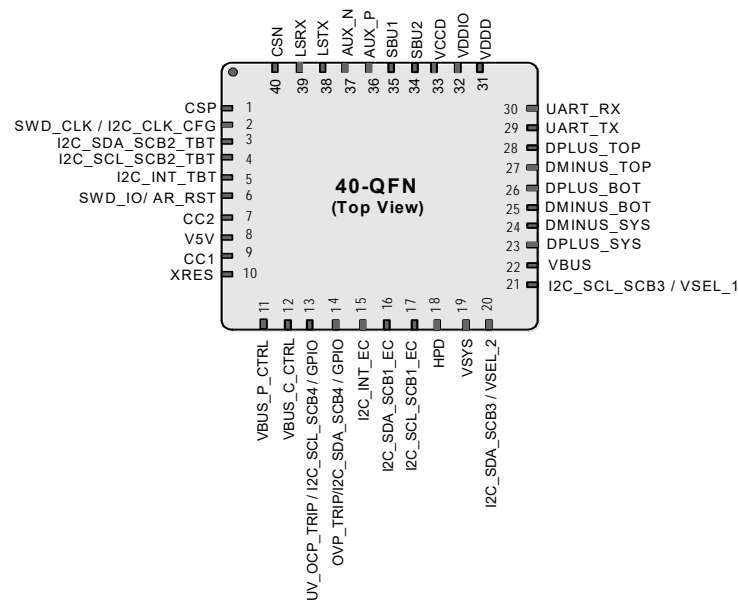 CSN
LSRX
LSTX
AUX_N
AUX_P
SBU1
SBU2
VCCD
VDDIO
VDDD
40
39
38
37
36
35
34
33
32
31
CSP 1
SWD_CLK / I2C_CLK_CFG 2
I2C_SDA_SCB2_TBT 3
I2C_SCL_SCB2_TBT 4
I2C_INT_TBT 5
SWD_IO/ AR_RST 6
CC2 7
V5V 8
CC1 9
XRES 10
40-QFN
(Top View)
30 UART_RX
29 UART_TX
28 DPLUS_TOP
27 DMINUS_TOP
26 DPLUS_BOT
25 DMINUS_BOT
24 DMINUS_SYS
23 DPLUS_SYS
22 VBUS
21 I2C_SCL_SCB3 / VSEL_1
11
12
13
14
15
16
17
18
19
20
VBUS_P_CTRL
VBUS_C_CTRL
UV_OCP_TRIP / I2C_SCL_SCB4 / GPIO
OVP_TRIP/I2C_SDA_SCB4 / GPIO
I2C_INT_EC
I2C_SDA_SCB1_EC
I2C_SCL_SCB1_EC
HPD
VSYS
I2C_SDA_SCB3 / VSEL_2